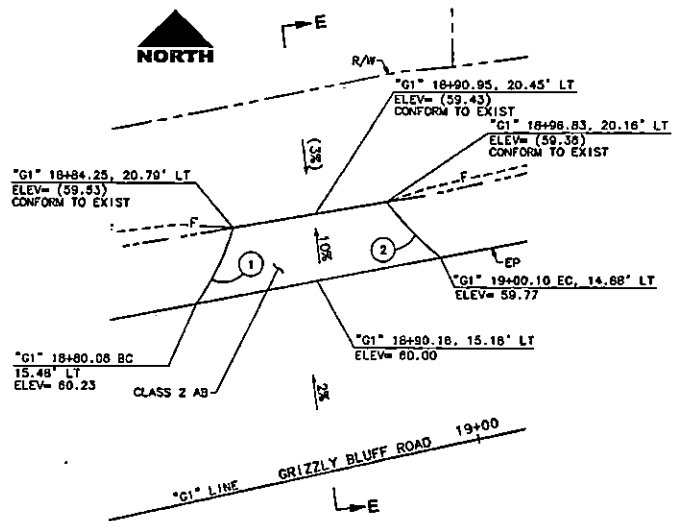 NORTH
E
R/W
"G1" 18+90.95, 20.45' LT
ELEV= (59.43)
CONFORM TO EXIST
"G1" 18+96.83, 20.16' LT
ELEV= (59.36)
CONFORM TO EXIST
(3%)
"G1" 18+84.25, 20.79' LT
ELEV= (59.53)
CONFORM TO EXIST
F
F
10%
1
2
EP
"G1" 19+00.10 EC, 14.68' LT
ELEV= 59.77
"G1" 18+90.16, 15.16' LT
ELEV= 60.00
"G1" 18+80.06 BC
15.48' LT
ELEV= 60.23
CLASS 2 AB
2%
"G1" LINE GRIZZLY BLUFF ROAD 19+00
E